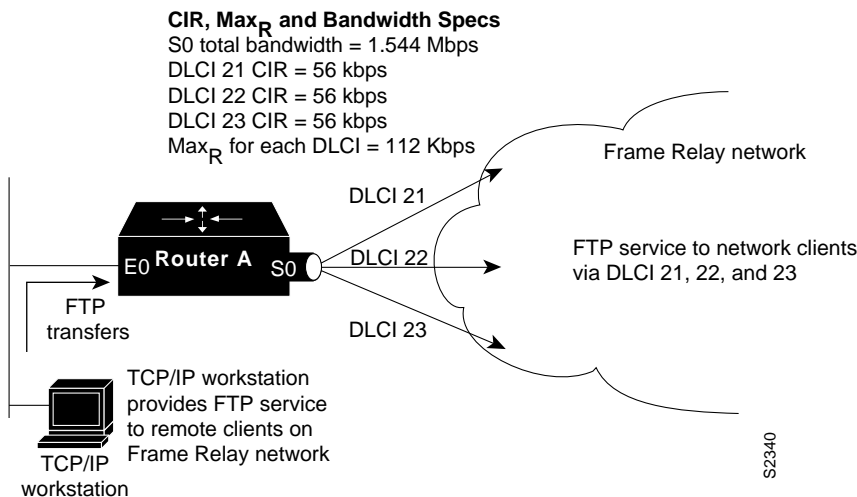 CIR, MaxR and Bandwidth Specs
S0 total bandwidth = 1.544 Mbps
DLCI 21 CIR = 56 kbps
DLCI 22 CIR = 56 kbps
DLCI 23 CIR = 56 kbps
MaxR for each DLCI = 112 Kbps
Frame Relay network
DLCI 21
E0
Router A
S0
DLCI 22
FTP service to network clients
via DLCI 21, 22, and 23
FTP
transfers
DLCI 23
TCP/IP workstation
provides FTP service
to remote clients on
Frame Relay network
TCP/IP
workstation
S2340